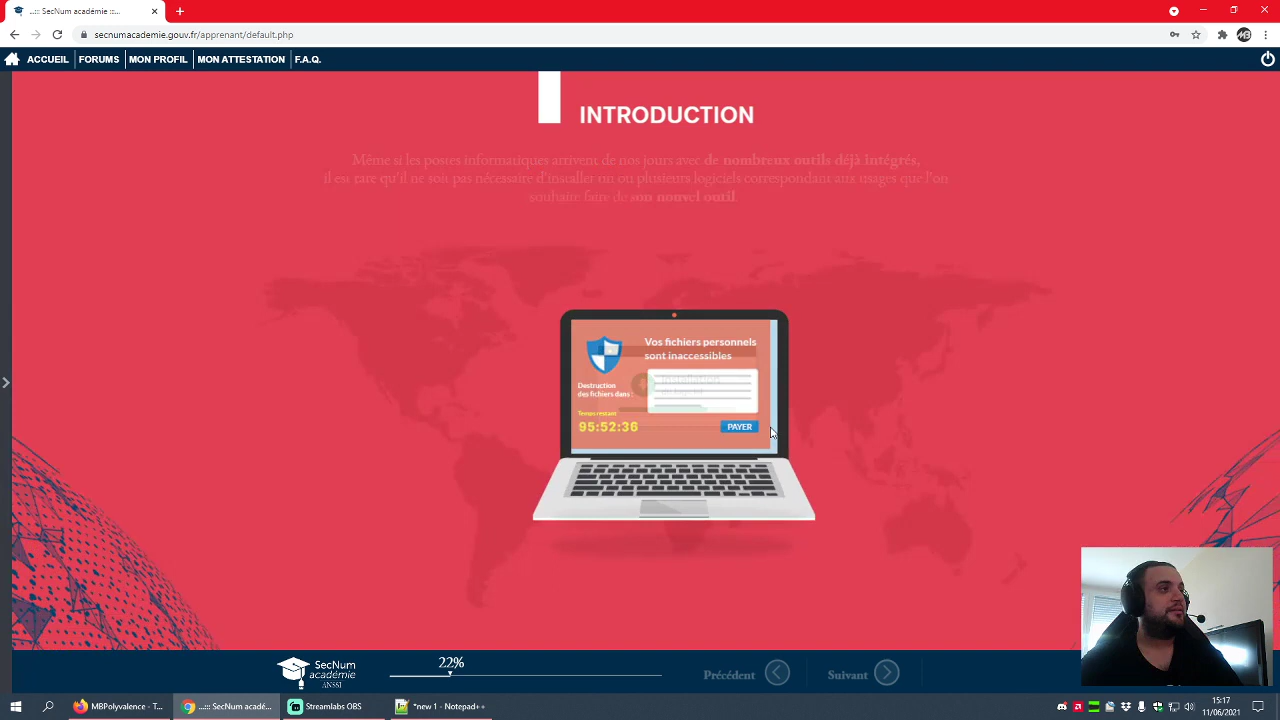 .:::: SecNum académi...
secnumacademie.gouv.fr/apprenant/default.php
ACCUEIL
FORUMS
MON PROFIL
MON ATTESTATION
F.A.Q.
INTRODUCTION
Même si les postes informatiques arrivent de nos jours avec de nombreux outils déjà intégrés,
il est rare qu'il ne soit pas nécessaire d'installer un ou plusieurs logiciels correspondant aux usages que l'on
souhaite faire de son nouvel outil.
Vos fichiers personnels
sont inaccessibles
Installation
Destruction
des fichiers dans :
Temps restant
95:52:36
PAYER
SecNum
académie
ANSSI
22%
Précédent
Suivant
MBPolyvalence - T...
...::: SecNum acadé...
Streamlabs OBS
*new 1 - Notepad++
15:17
11/06/2021